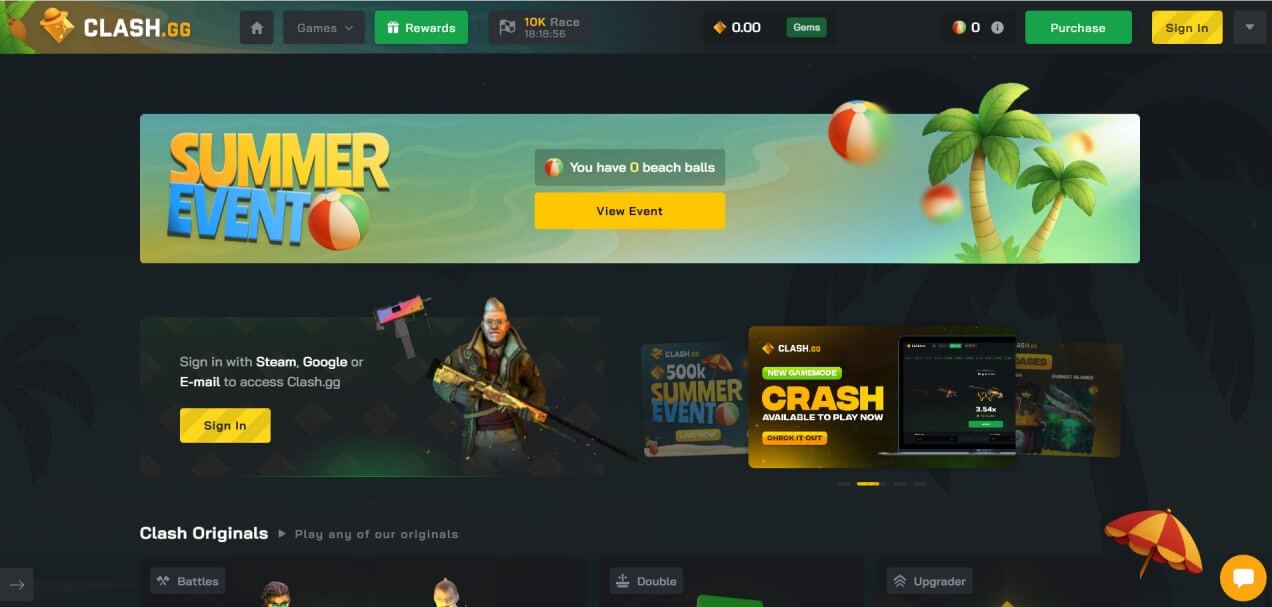 CLASH.GG
Games
Rewards
10K Race
18:18:56
0.00
Gems
0
Purchase
Sign In
SUMMER
EVENT
You have 0 beach balls
View Event
Sign in with Steam, Google or
E-mail to access Clash.gg
Sign In
CLASH.GG
500k
SUMMER
EVENT
LIVE NOW
CLASH.GG
NEW GAMEMODE
CRASH
AVAILABLE TO PLAY NOW
CHECK IT OUT
3.54x
Clash Originals
Play any of our originals
Battles
Double
Upgrader